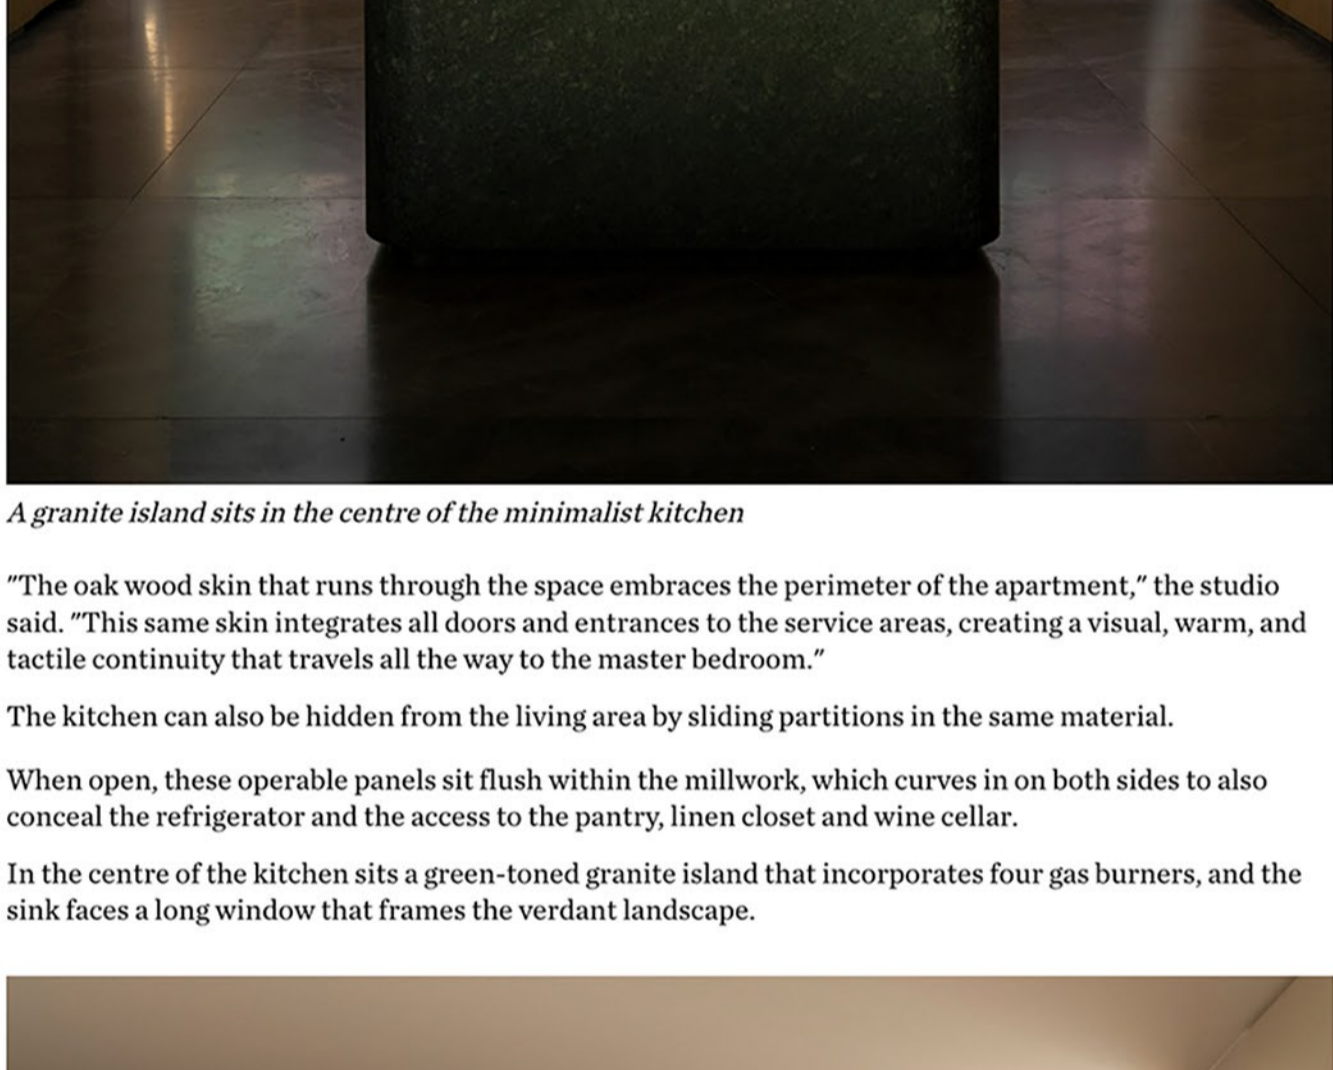 A granite island sits in the centre of the minimalist kitchen
"The oak wood skin that runs through the space embraces the perimeter of the apartment," the studio
said. "This same skin integrates all doors and entrances to the service areas, creating a visual, warm, and
tactile continuity that travels all the way to the master bedroom."
The kitchen can also be hidden from the living area by sliding partitions in the same material.
When open, these operable panels sit flush within the millwork, which curves in on both sides to also
conceal the refrigerator and the access to the pantry, linen closet and wine cellar.
In the centre of the kitchen sits a green-toned granite island that incorporates four gas burners, and the
sink faces a long window that frames the verdant landscape.